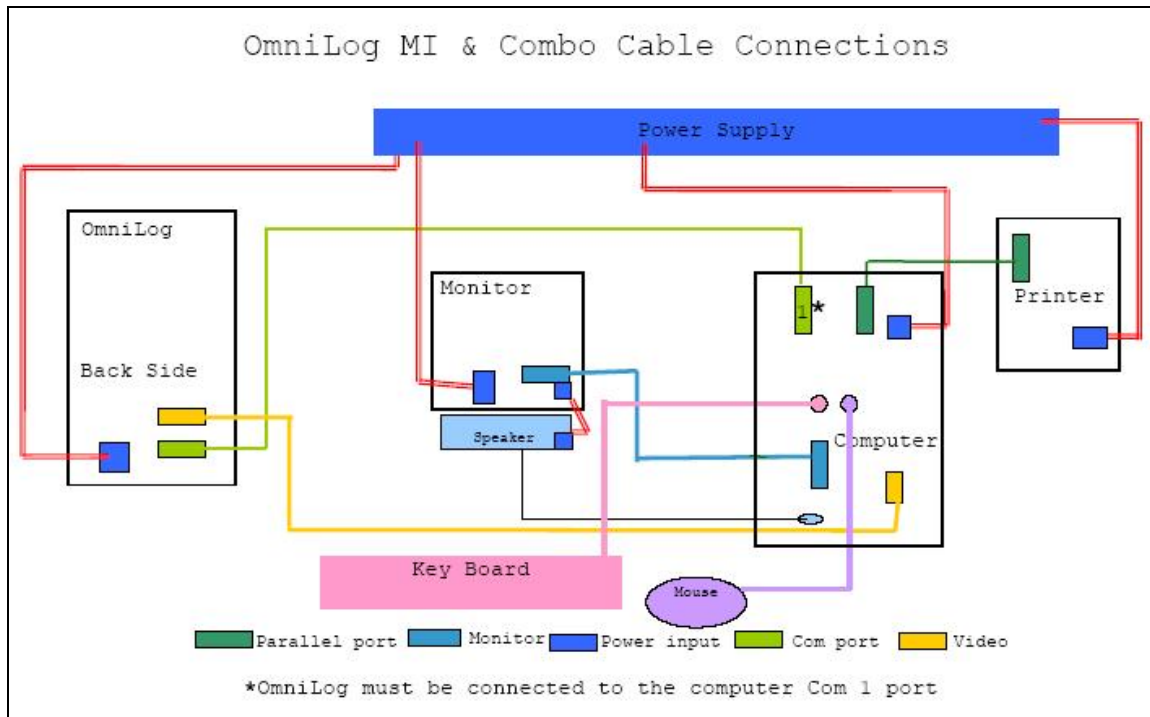 OmniLog MI & Combo Cable Connections
Power Supply
OmniLog
Monitor
1*
Printer
Back Side
Speaker
Computer
Key Board
Mouse
Parallel port
Monitor
Power input
Com port
Video
*OmniLog must be connected to the computer Com 1 port